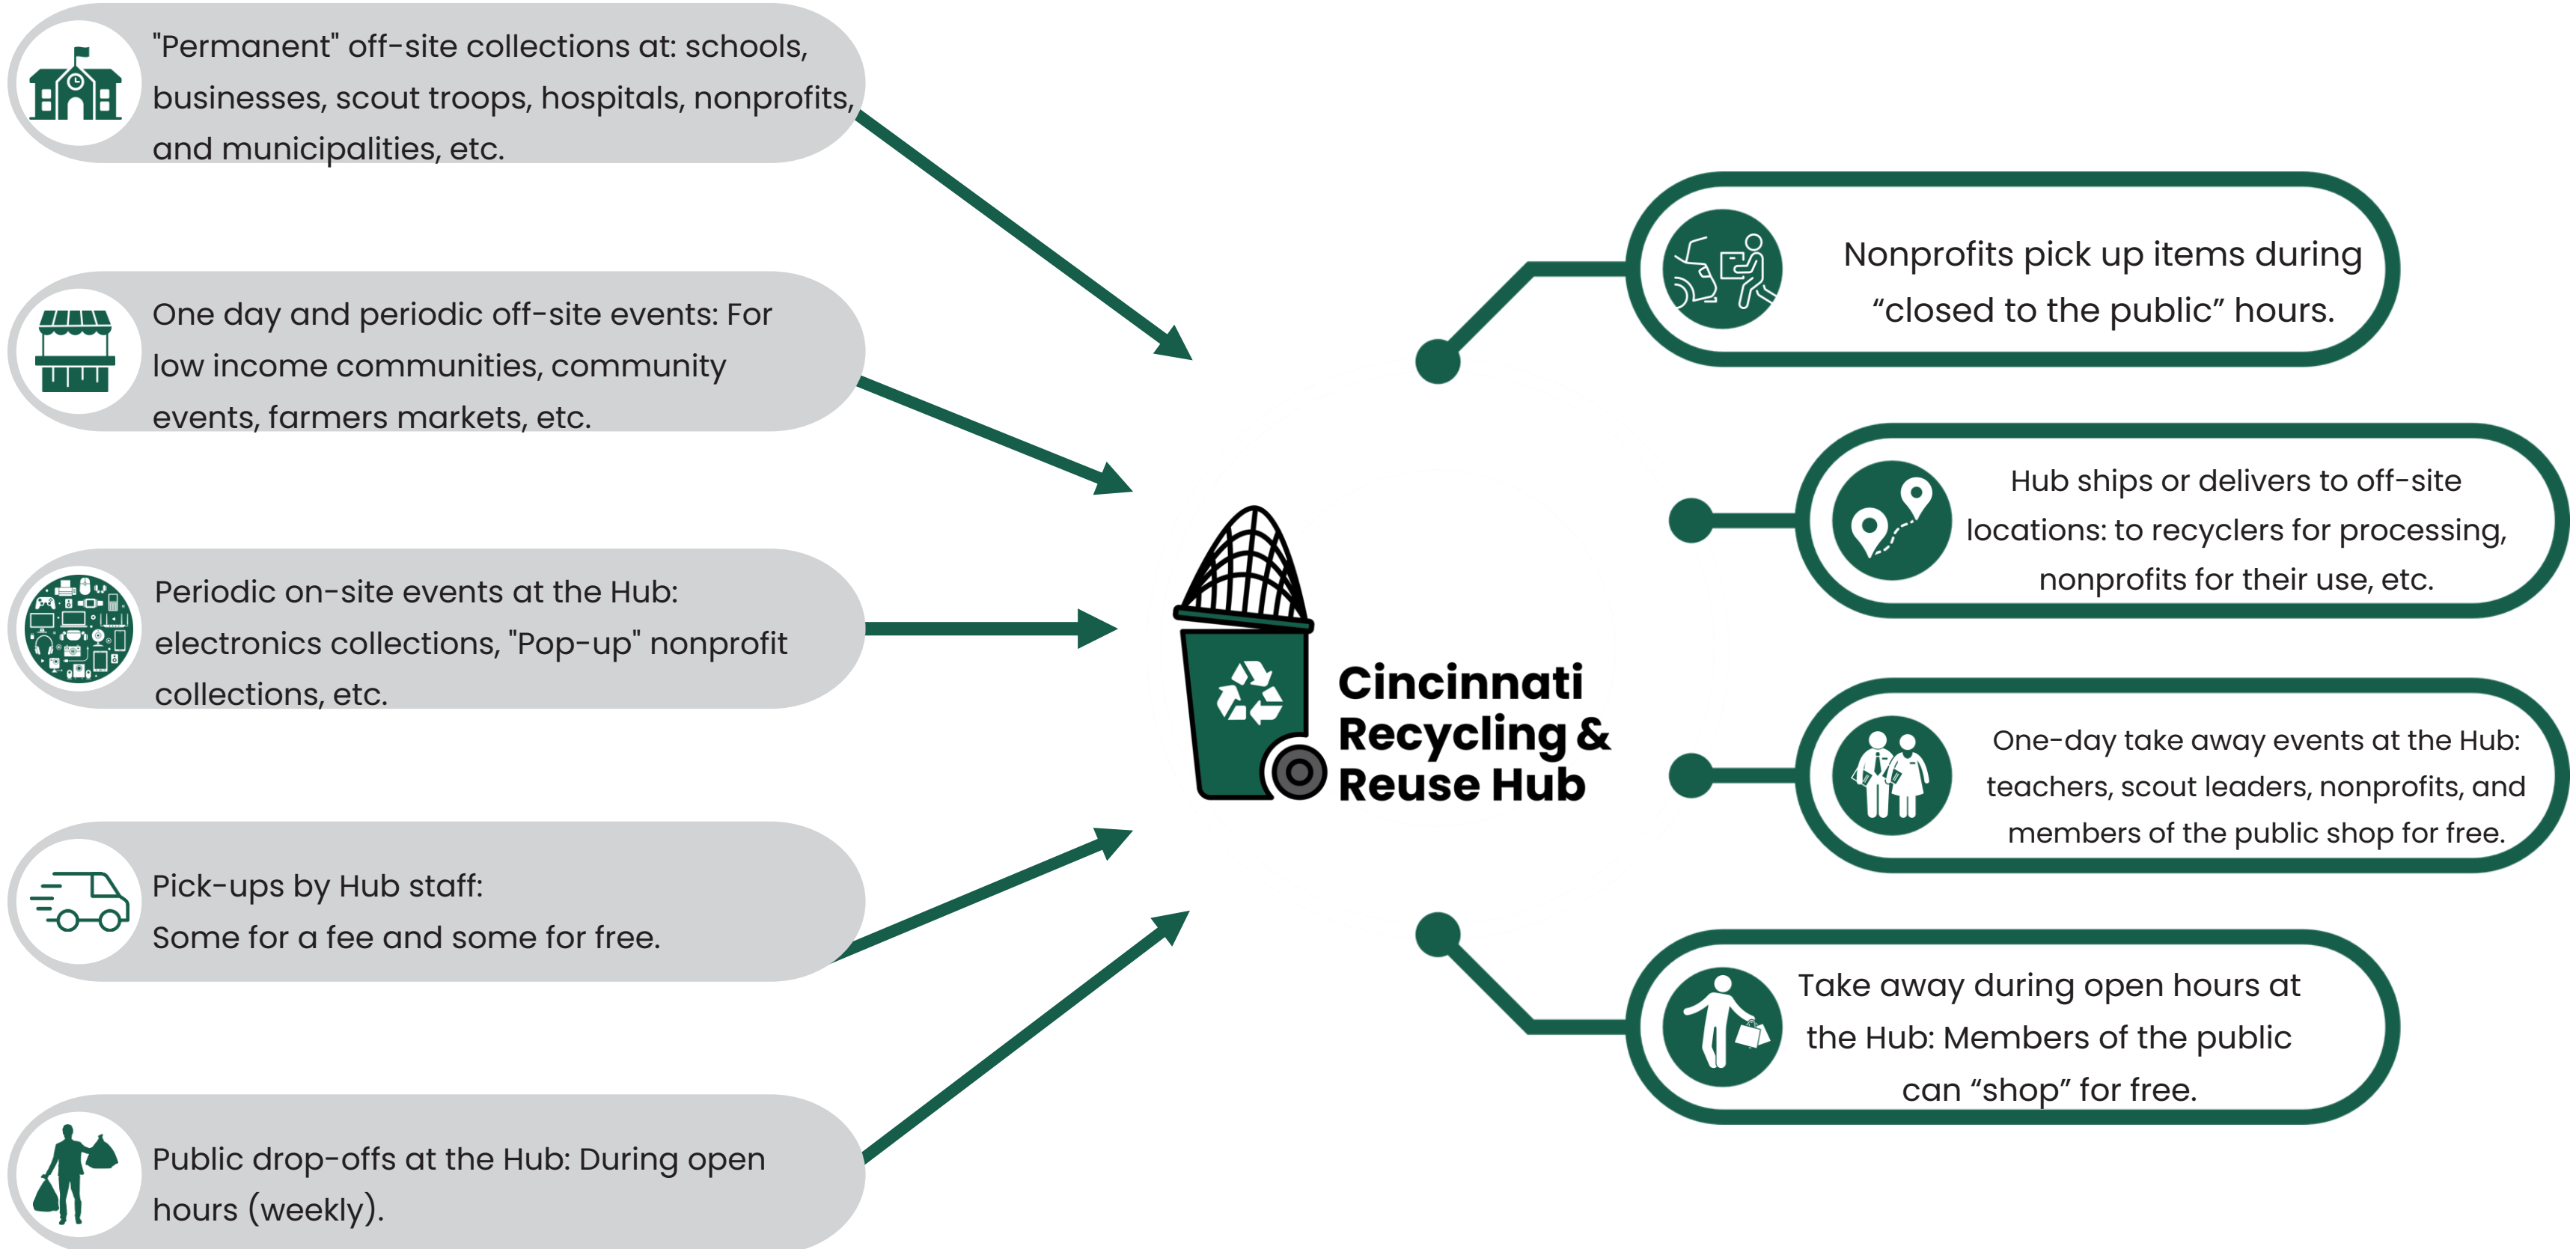 "Permanent" off-site collections at: schools,
businesses, scout troops, hospitals, nonprofits,
and municipalities, etc.
One day and periodic off-site events: For
low income communities, community
events, farmers markets, etc.
Periodic on-site events at the Hub:
electronics collections, "Pop-up" nonprofit
collections, etc.
Pick-ups by Hub staff:
Some for a fee and some for free.
Public drop-offs at the Hub: During open
hours (weekly).
Cincinnati
Recycling &
Reuse Hub
Nonprofits pick up items during
“closed to the public” hours.
Hub ships or delivers to off-site
locations: to recyclers for processing,
nonprofits for their use, etc.
One-day take away events at the Hub:
teachers, scout leaders, nonprofits, and
members of the public shop for free.
Take away during open hours at
the Hub: Members of the public
can “shop” for free.